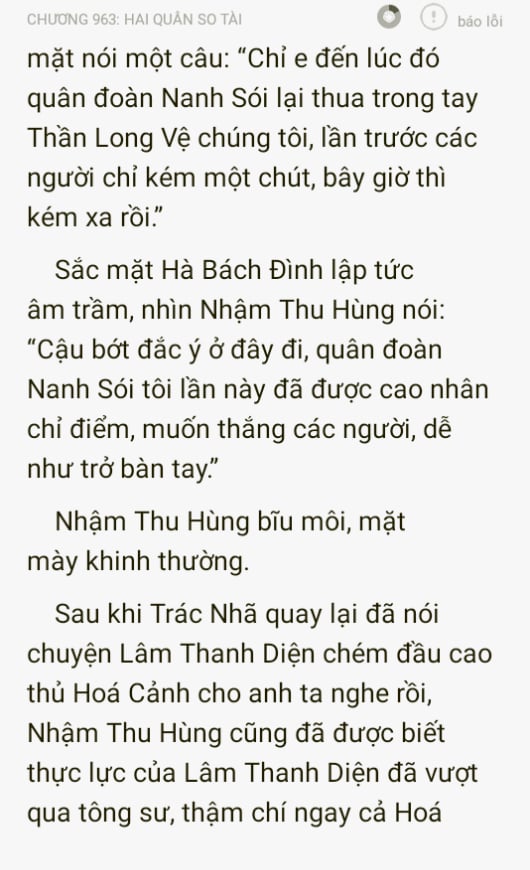 CHƯƠNG 963: HAI QUÂN SO TÀI
báo lỗi
mặt nói một câu: “Chỉ e đến lúc đó
quân đoàn Nanh Sói lại thua trong tay
Thần Long Vệ chúng tôi, lần trước các
người chỉ kém một chút, bây giờ thì
kém xa rồi.”
Sắc mặt Hà Bách Đình lập tức
âm trầm, nhìn Nhậm Thu Hùng nói:
“Cậu bớt đắc ý ở đây đi, quân đoàn
Nanh Sói tôi lần này đã được cao nhân
chỉ điểm, muốn thắng các người, dễ
như trở bàn tay.”
Nhậm Thu Hùng bĩu môi, mặt
mày khinh thường.
Sau khi Trác Nhã quay lại đã nói
chuyện Lâm Thanh Diện chém đầu cao
thủ Hoá Cảnh cho anh ta nghe rồi,
Nhậm Thu Hùng cũng đã được biết
thực lực của Lâm Thanh Diện đã vượt
qua tông sư, thậm chí ngay cả Hoá